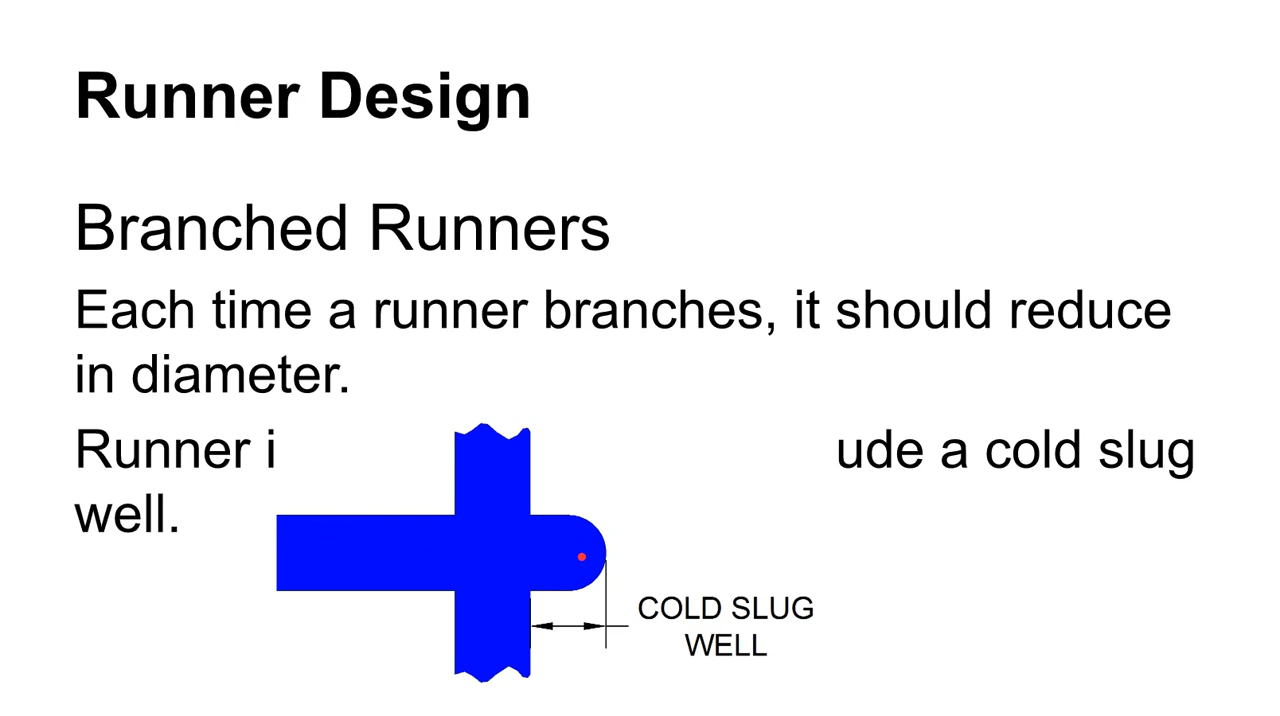 Runner Design
Branched Runners
Each time a runner branches, it should reduce
in diameter.
Runner i ude a cold slug
well.
COLD SLUG
WELL